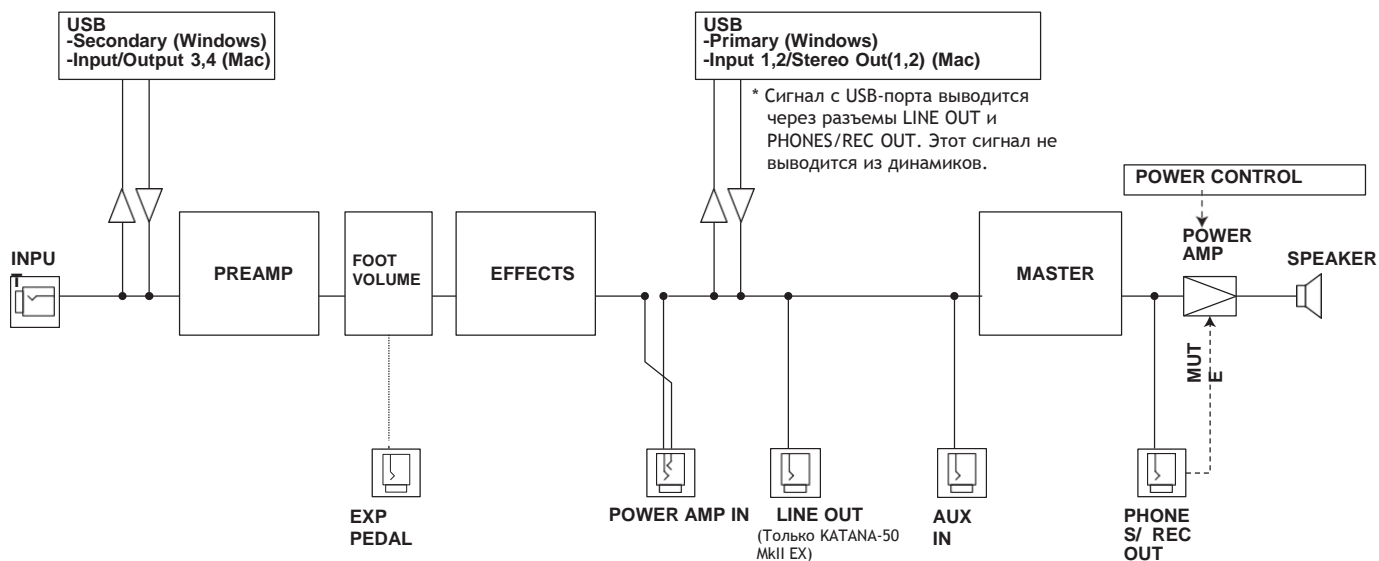 USB
-Secondary (Windows)
-Input/Output 3,4 (Mac)
USB
-Primary (Windows)
-Input 1,2/Stereo Out(1,2) (Mac)
* Сигнал с USB-порта выводится
через разъемы LINE OUT и
PHONES/REC OUT. Этот сигнал не
выводится из динамиков.
POWER CONTROL
INPU
T
PREAMP
FOOT
VOLUME
EFFECTS
MASTER
POWER
AMP
SPEAKER
MUT
E
EXP
PEDAL
POWER AMP IN
LINE OUT
(Только KATANA-50
MkII EX)
AUX
IN
PHONE
S/ REC
OUT